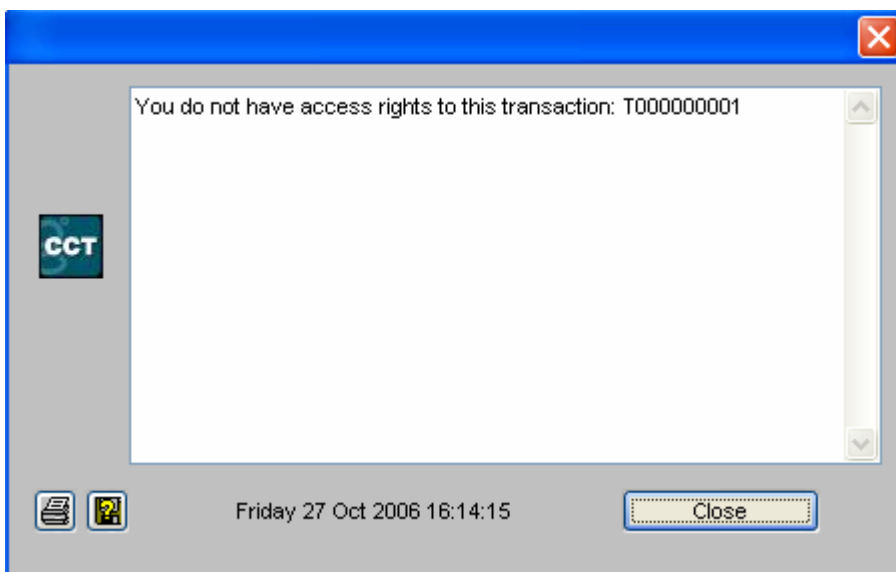 You do not have access rights to this transaction: T000000001
CCT
Friday 27 Oct 2006 16:14:15
Close